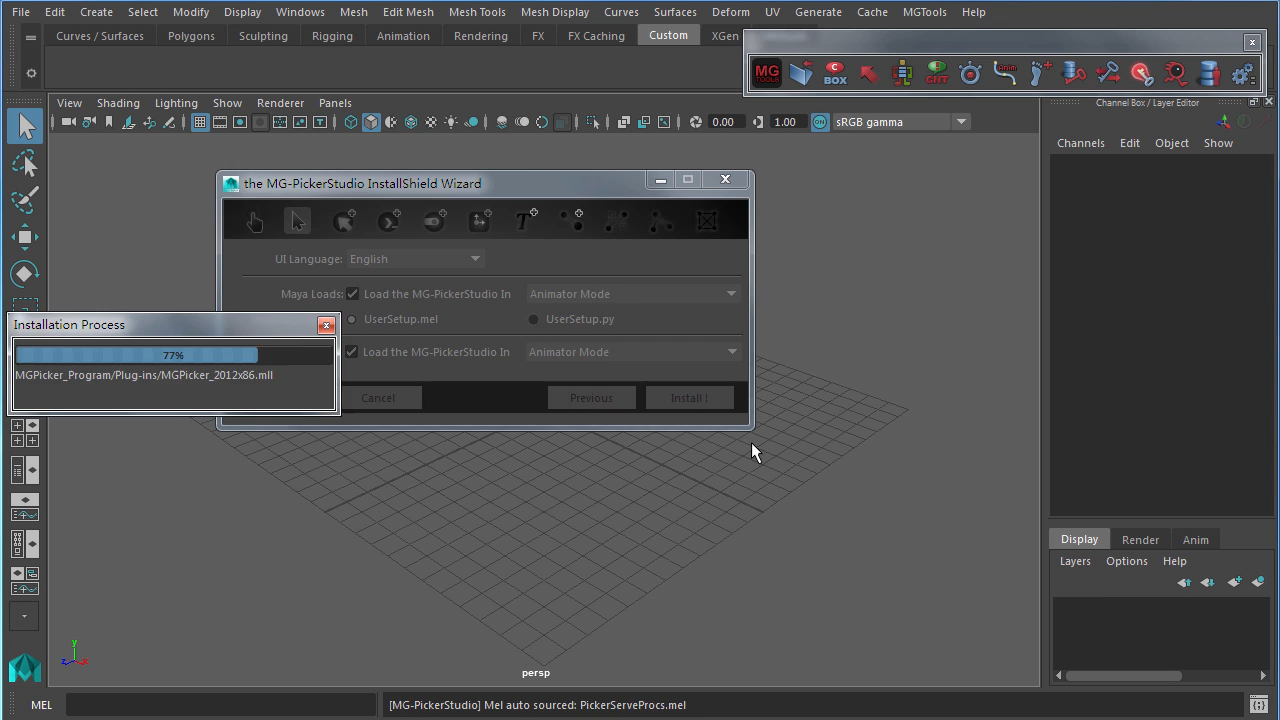 File Edit Create Select Modify Display Windows Mesh Edit Mesh Mesh Tools Mesh Display Curves Surfaces Deform UV Generate Cache MGTools Help
Curves / Surfaces Polygons Sculpting Rigging Animation Rendering FX FX Caching Custom XGen
MG TOOLS C BOX CNT Anim
View Shading Lighting Show Renderer Panels
Channel Box / Layer Editor
0.00 1.00 ON sRGB gamma
Channels Edit Object Show
the MG-PickerStudio InstallShield Wizard
UI Language: English
Maya Loads: Load the MG-PickerStudio In Animator Mode
UserSetup.mel UserSetup.py
Load the MG-PickerStudio In Animator Mode
Cancel Previous Install !
Installation Process
77%
MGPicker_Program/Plug-ins/MGPicker_2012x86.mll
Display Render Anim
Layers Options Help
y
z x
persp
MEL [MG-PickerStudio] Mel auto sourced: PickerServeProcs.mel